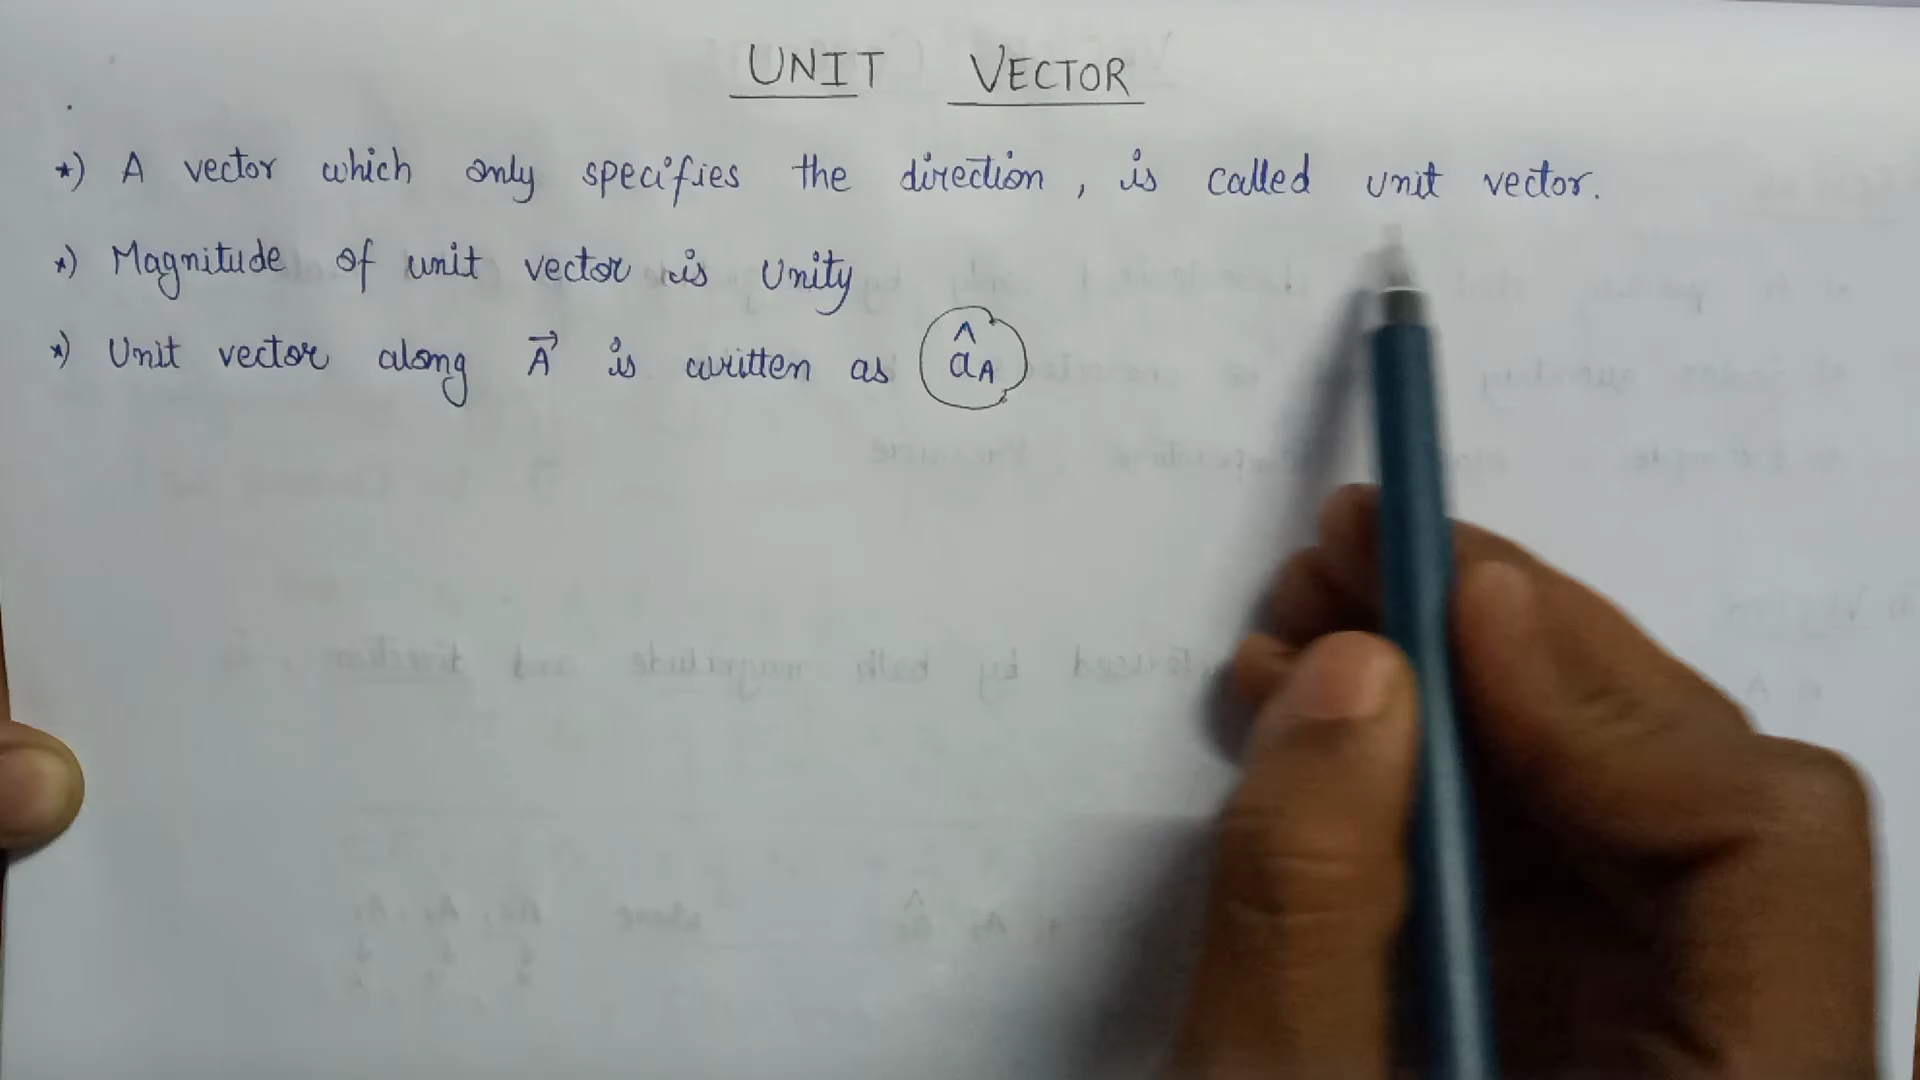 UNIT VECTOR
*) A vector which only specifies the direction, is called unit vector.
*) Magnitude of unit vector is Unity
*) Unit vector along A⃗ is written as â_A